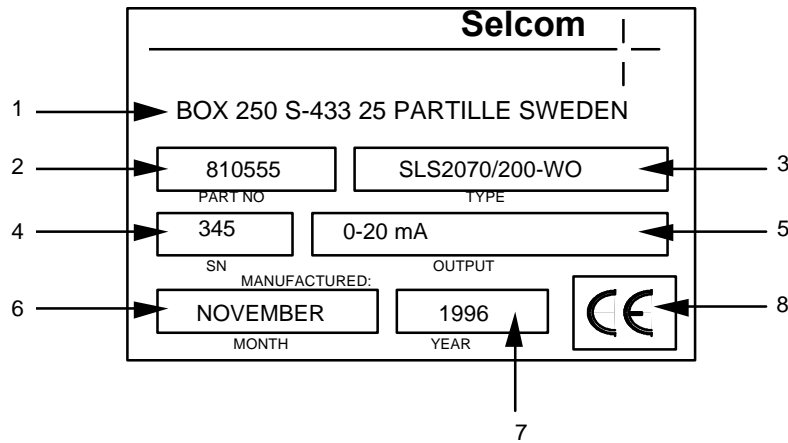 Selcom
1 BOX 250 S-433 25 PARTILLE SWEDEN
2 810555 SLS2070/200-WO 3
PART NO TYPE
4 345 0-20 mA 5
SN OUTPUT
MANUFACTURED:
6 NOVEMBER 1996 CE 8
MONTH YEAR
7